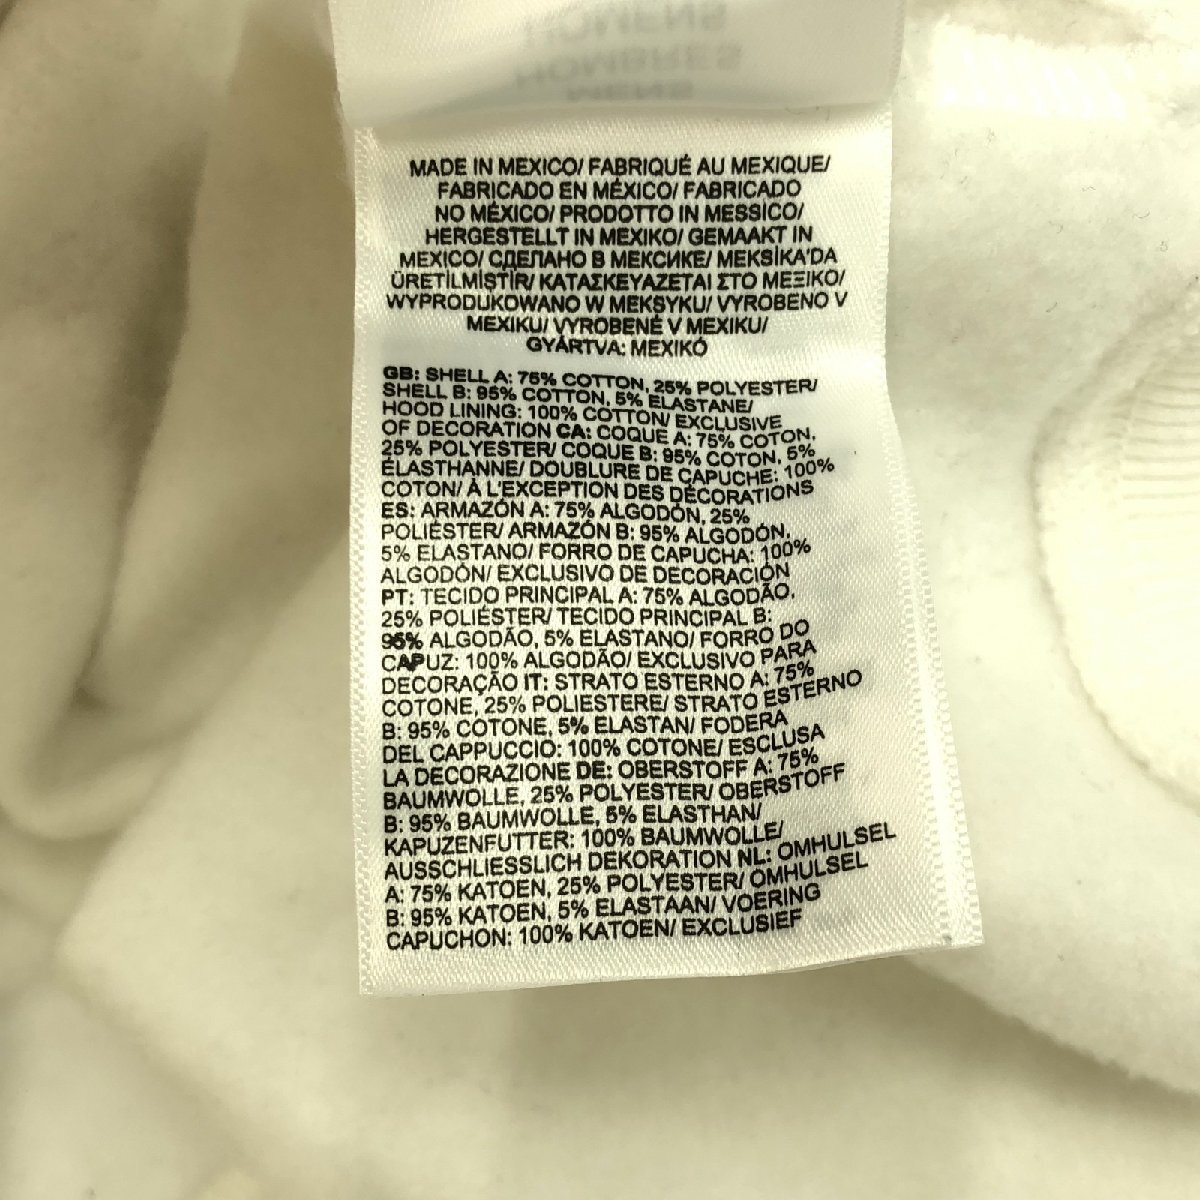 HOMENS
HOMBRES
MENS
MADE IN MEXICO/ FABRIQUÉ AU MEXIQUE/
FABRICADO EN MÉXICO/ FABRICADO
NO MÉXICO/ PRODOTTO IN MESSICO/
HERGESTELLT IN MEXIKO/ GEMAAKT IN
MEXICO/ СДЕЛАНО В МЕКСИКЕ/ MEKSİKA'DA
ÜRETİLMİŞTİR/ ΚΑΤΑΣΚΕΥΑΖΕΤΑΙ ΣΤΟ ΜΕΞΙΚΟ/
WYPRODUKOWANO W MEKSYKU/ VYROBENO V
MEXIKU/ VYROBENÉ V MEXIKU/
GYÁRTVA: MEXIKÓ
GB: SHELL A: 75% COTTON, 25% POLYESTER/
SHELL B: 95% COTTON, 5% ELASTANE/
HOOD LINING: 100% COTTON/ EXCLUSIVE
OF DECORATION CA: COQUE A: 75% COTON,
25% POLYESTER/ COQUE B: 95% COTON, 5%
ÉLASTHANNE/ DOUBLURE DE CAPUCHE: 100%
COTON/ À L'EXCEPTION DES DÉCORATIONS
ES: ARMAZÓN A: 75% ALGODÓN, 25%
POLIÉSTER/ ARMAZÓN B: 95% ALGODÓN,
5% ELASTANO/ FORRO DE CAPUCHA: 100%
ALGODÓN/ EXCLUSIVO DE DECORACIÓN
PT: TECIDO PRINCIPAL A: 75% ALGODÃO,
25% POLIÉSTER/ TECIDO PRINCIPAL B:
95% ALGODÃO, 5% ELASTANO/ FORRO DO
CAPUZ: 100% ALGODÃO/ EXCLUSIVO PARA
DECORAÇÃO IT: STRATO ESTERNO A: 75%
COTONE, 25% POLIESTERE/ STRATO ESTERNO
B: 95% COTONE, 5% ELASTAN/ FODERA
DEL CAPPUCCIO: 100% COTONE/ ESCLUSA
LA DECORAZIONE DE: OBERSTOFF A: 75%
BAUMWOLLE, 25% POLYESTER/ OBERSTOFF
B: 95% BAUMWOLLE, 5% ELASTHAN/
KAPUZENFUTTER: 100% BAUMWOLLE/
AUSSCHLIESSLICH DEKORATION NL: OMHULSEL
A: 75% KATOEN, 25% POLYESTER/ OMHULSEL
B: 95% KATOEN, 5% ELASTAAN/ VOERING
CAPUCHON: 100% KATOEN/ EXCLUSIEF